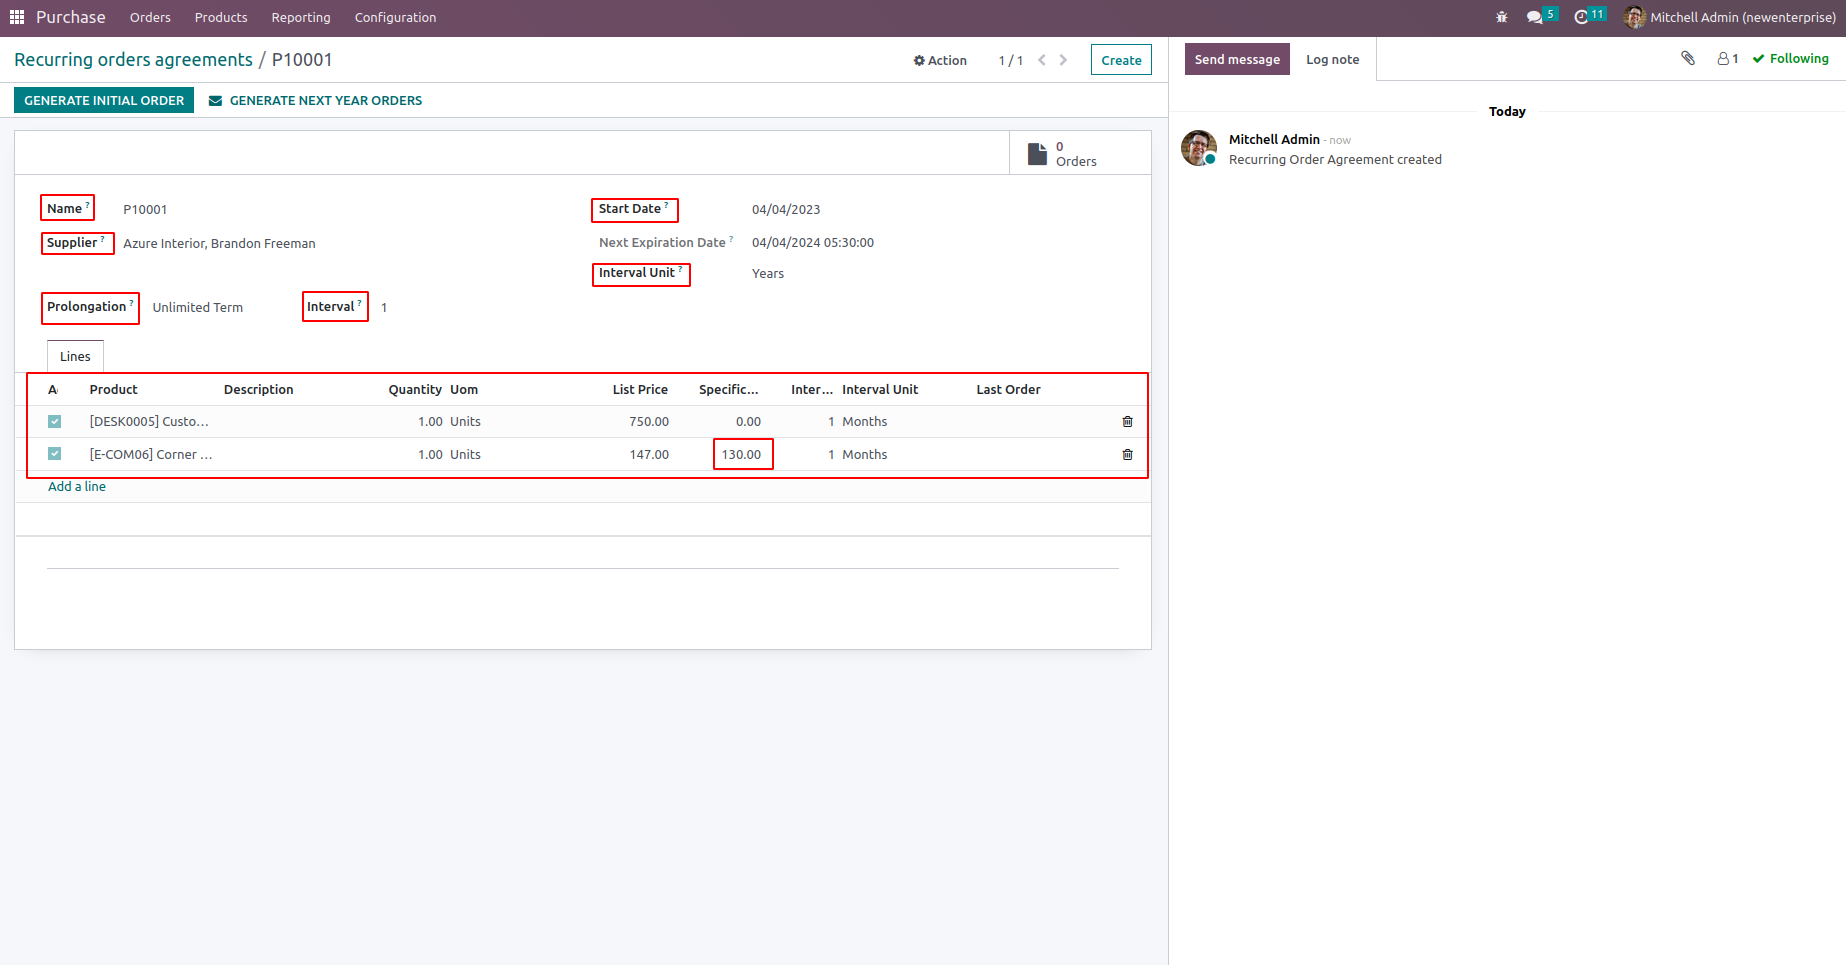 Purchase Orders Products Reporting Configuration 5 11 Mitchell Admin (newenterprise)
Recurring orders agreements / P10001 Action 1 / 1 Create
GENERATE INITIAL ORDER GENERATE NEXT YEAR ORDERS
0
Orders
Name ? P10001
Supplier ? Azure Interior, Brandon Freeman
Start Date ? 04/04/2023
Next Expiration Date ? 04/04/2024 05:30:00
Interval Unit ? Years
Prolongation ? Unlimited Term Interval ? 1
Lines
A Product Description Quantity Uom List Price Specific... Inter... Interval Unit Last Order
[DESK0005] Custo... 1.00 Units 750.00 0.00 1 Months
[E-COM06] Corner ... 1.00 Units 147.00 130.00 1 Months
Add a line
Send message Log note 1 Following
Today
Mitchell Admin - now
Recurring Order Agreement created